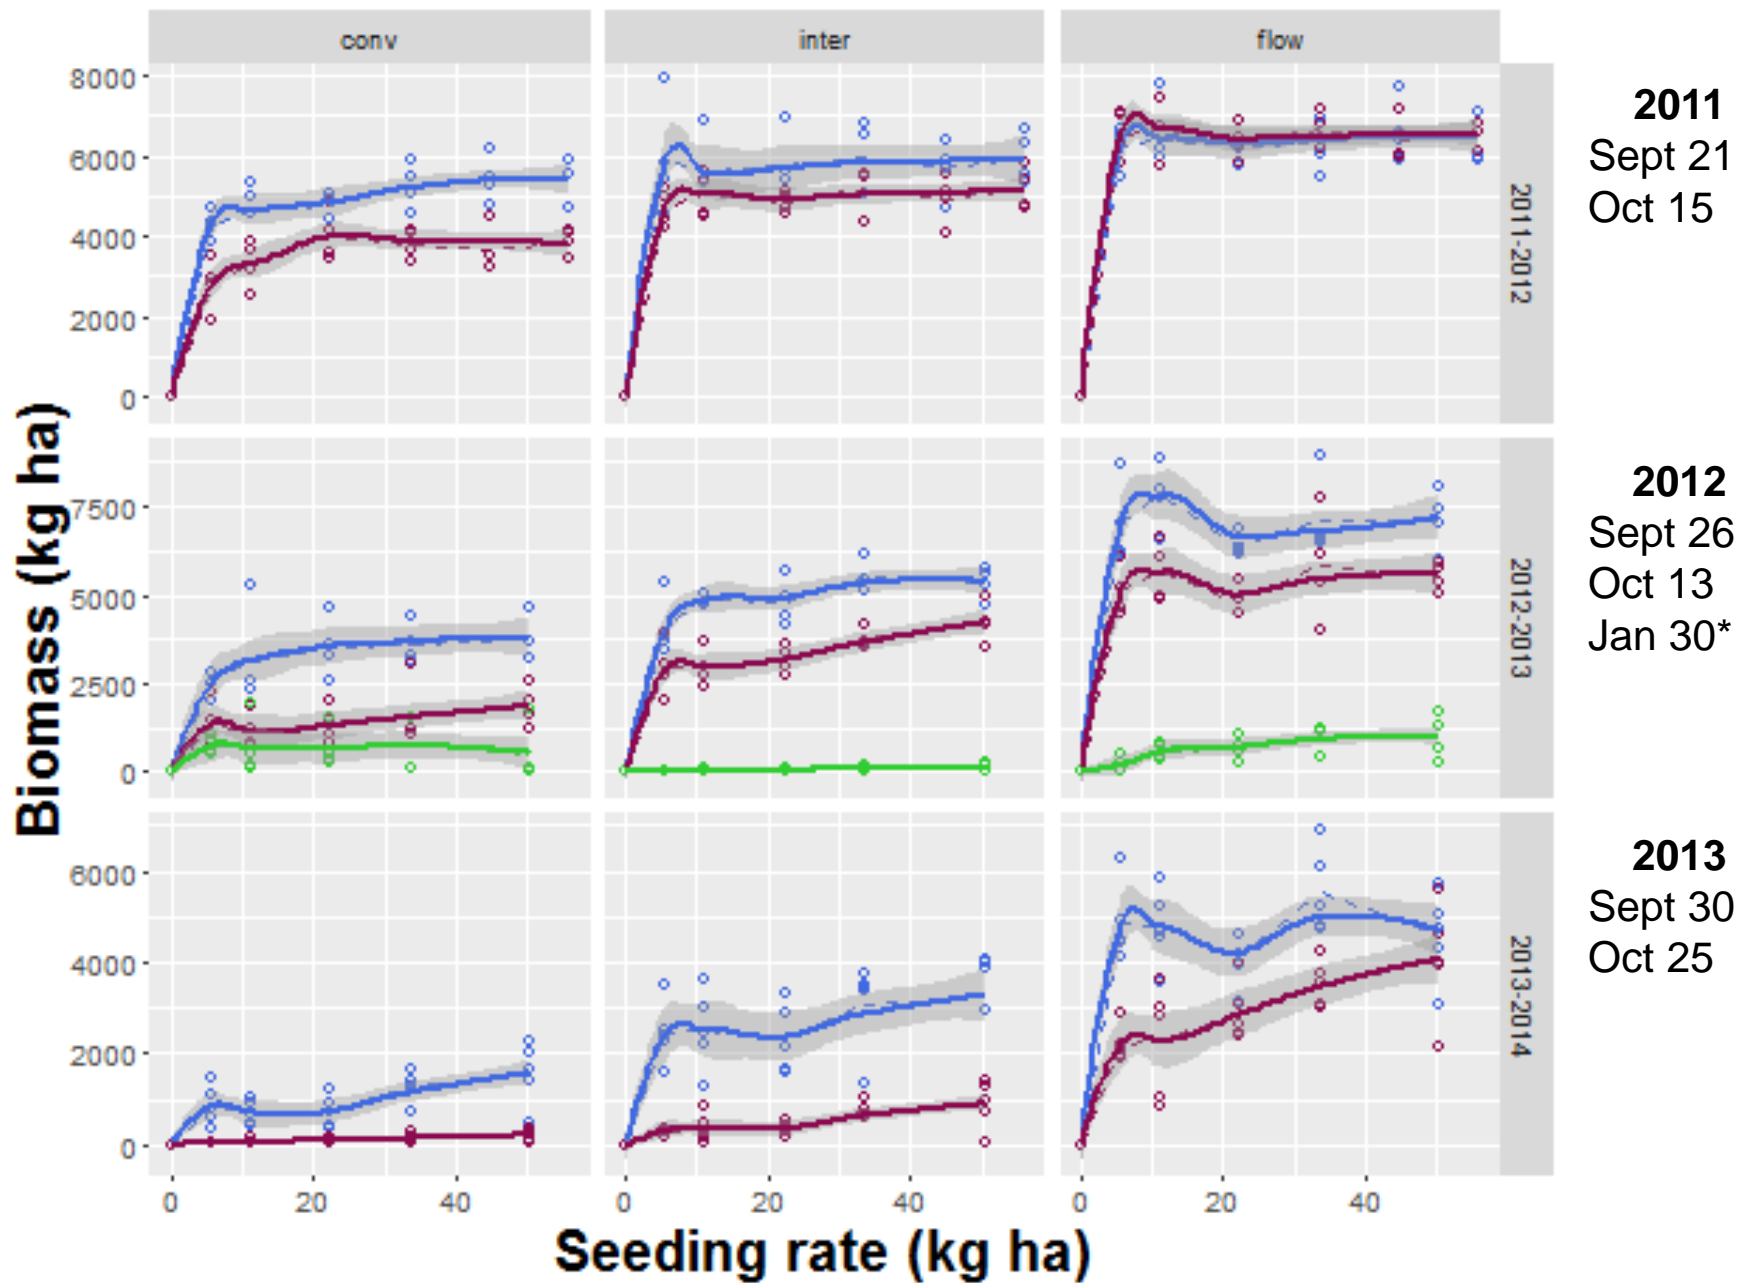 conv
inter
flow
8000
6000
4000
2000
0
2011-2012
2011
Sept 21
Oct 15
Biomass (kg ha)
7500
5000
2500
0
2012-2013
2012
Sept 26
Oct 13
Jan 30*
6000
4000
2000
0
2013-2014
2013
Sept 30
Oct 25
0 20 40
0 20 40
0 20 40
Seeding rate (kg ha)